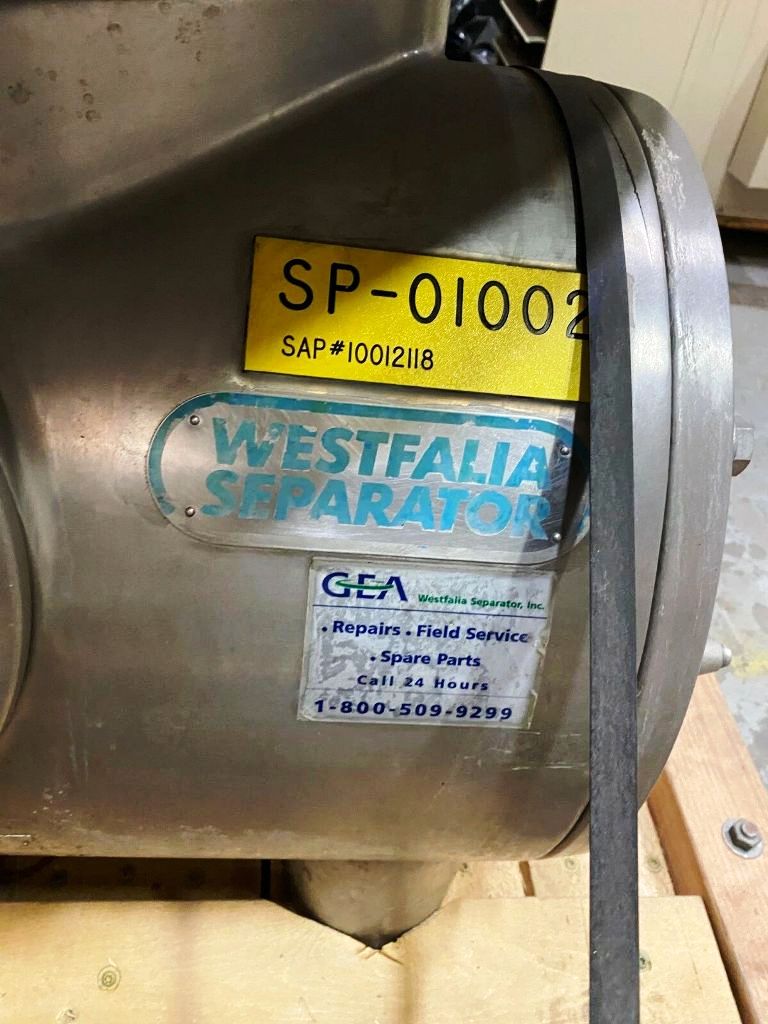 SP-01002
SAP#10012118
WESTFALIA
SEPARATOR
GEA Westfalia Separator, Inc.
• Repairs • Field Service
• Spare Parts
Call 24 Hours
1-800-509-9299